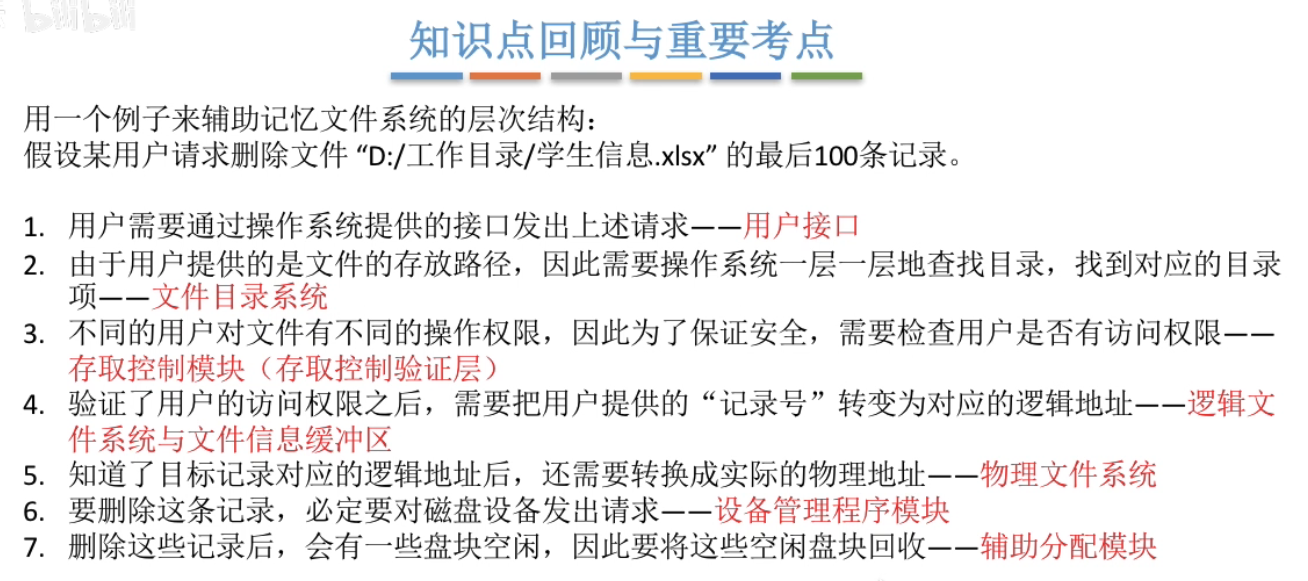 bilibili
知识点回顾与重要考点
用一个例子来辅助记忆文件系统的层次结构：
假设某用户请求删除文件 “D:/工作目录/学生信息.xlsx” 的最后100条记录。
1. 用户需要通过操作系统提供的接口发出上述请求——用户接口
2. 由于用户提供的是文件的存放路径，因此需要操作系统一层一层地查找目录，找到对应的目录
项——文件目录系统
3. 不同的用户对文件有不同的操作权限，因此为了保证安全，需要检查用户是否有访问权限——
存取控制模块（存取控制验证层）
4. 验证了用户的访问权限之后，需要把用户提供的“记录号”转变为对应的逻辑地址——逻辑文
件系统与文件信息缓冲区
5. 知道了目标记录对应的逻辑地址后，还需要转换成实际的物理地址——物理文件系统
6. 要删除这条记录，必定要对磁盘设备发出请求——设备管理程序模块
7. 删除这些记录后，会有一些盘块空闲，因此要将这些空闲盘块回收——辅助分配模块